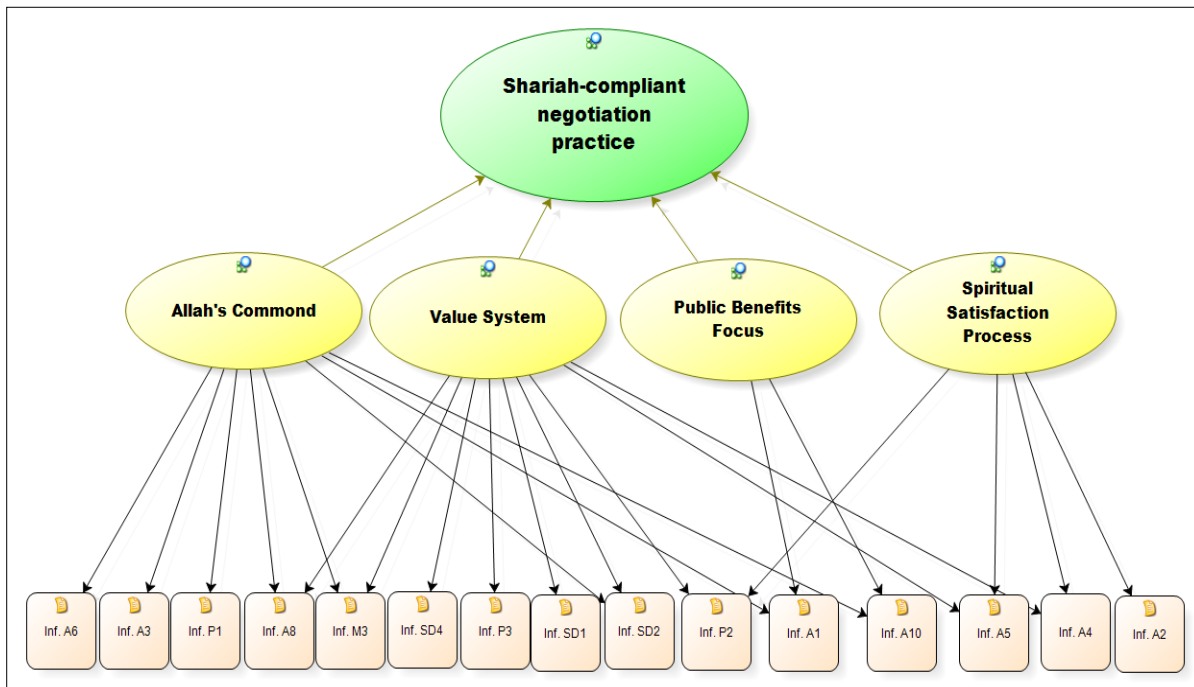 Shariah-compliant
negotiation
practice
Allah's Commond
Value System
Public Benefits
Focus
Spiritual
Satisfaction
Process
Inf. A6
Inf. A3
Inf. P1
Inf. A8
Inf. M3
Inf. SD4
Inf. P3
Inf. SD1
Inf. SD2
Inf. P2
Inf. A1
Inf. A10
Inf. A5
Inf. A4
Inf. A2